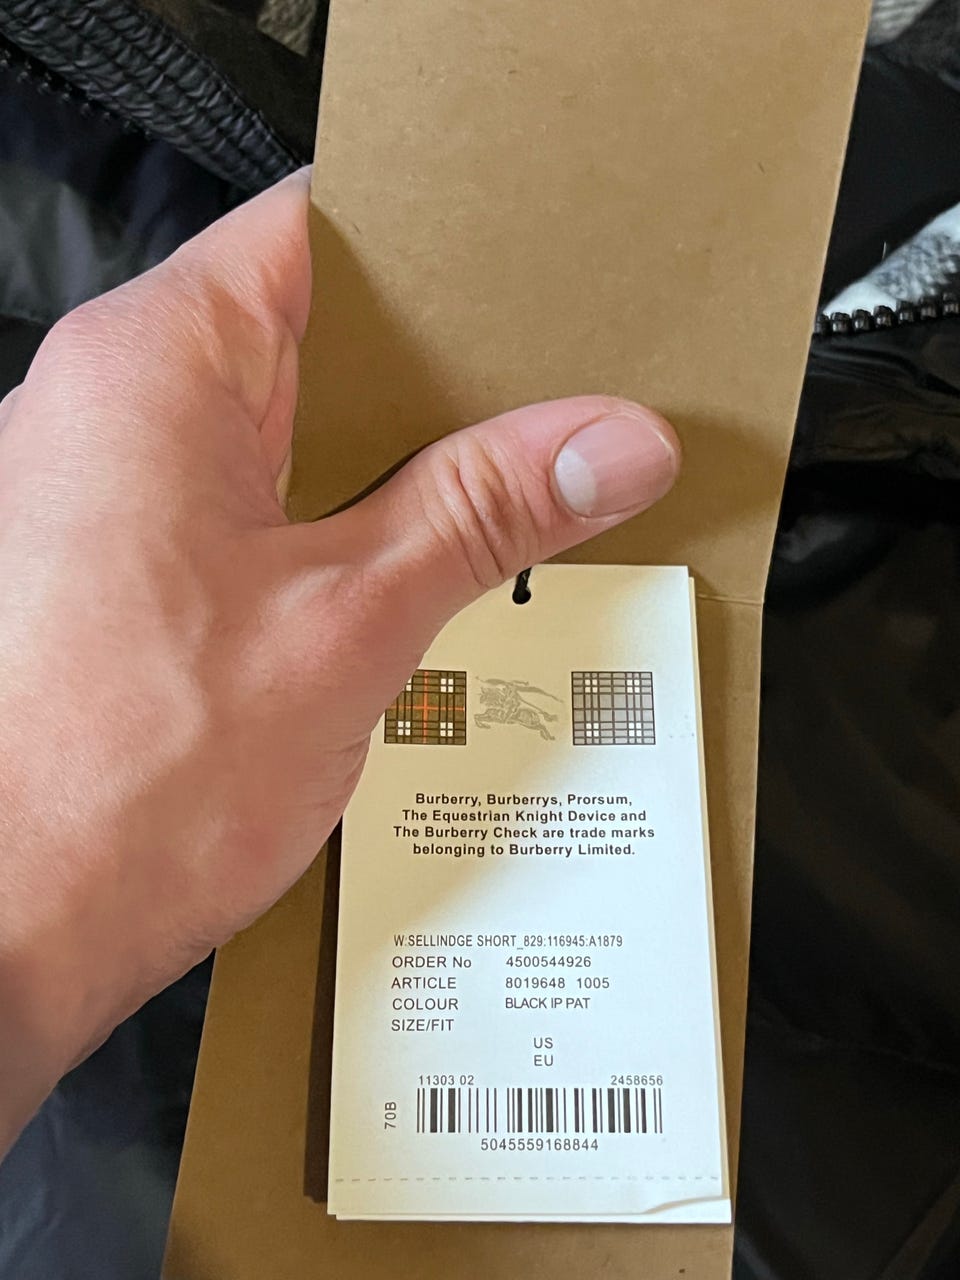 Burberry, Burberrys, Prorsum,
The Equestrian Knight Device and
The Burberry Check are trade marks
belonging to Burberry Limited.
W:SELLINDGE SHORT_829:116945:A1879
ORDER No 4500544926
ARTICLE 8019648 1005
COLOUR BLACK IP PAT
SIZE/FIT
US
EU
11303 02 2458656
70B
5045559168844